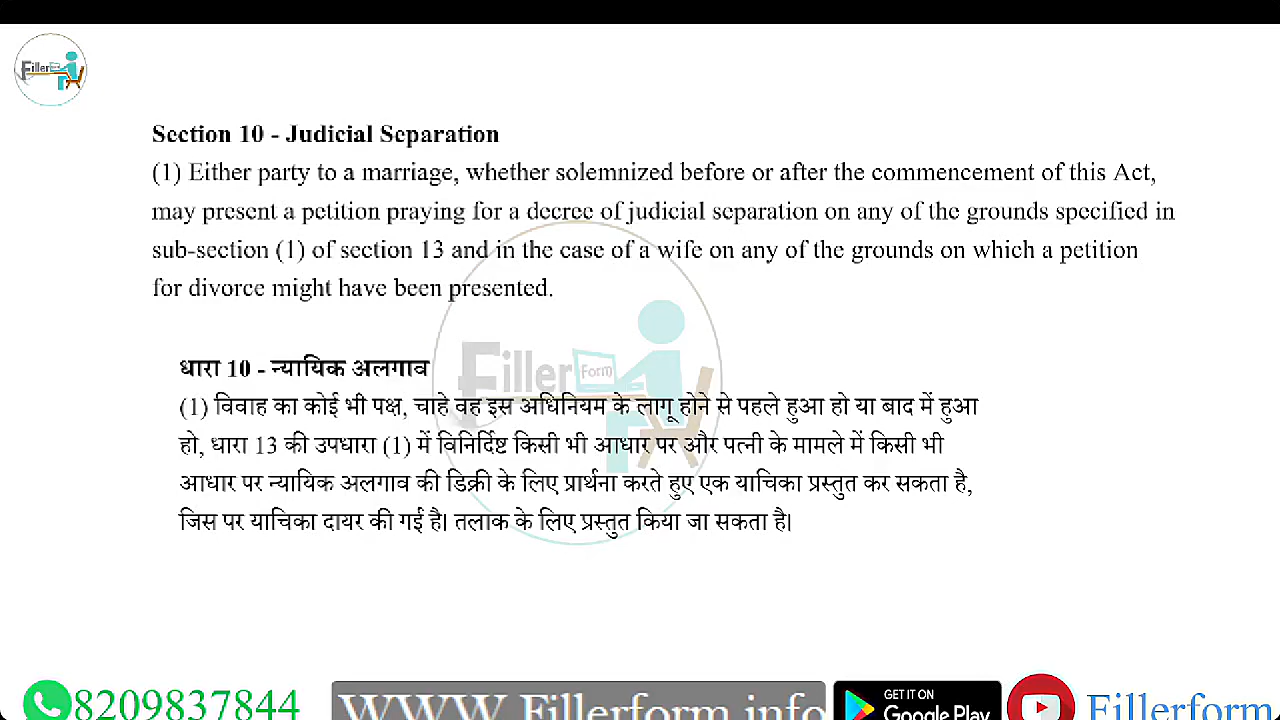 Filler Form
Section 10 - Judicial Separation
(1) Either party to a marriage, whether solemnized before or after the commencement of this Act,
may present a petition praying for a decree of judicial separation on any of the grounds specified in
sub-section (1) of section 13 and in the case of a wife on any of the grounds on which a petition
for divorce might have been presented.
Filler Form
धारा 10 - न्यायिक अलगाव
(1) विवाह का कोई भी पक्ष, चाहे वह इस अधिनियम के लागू होने से पहले हुआ हो या बाद में हुआ
हो, धारा 13 की उपधारा (1) में विनिर्दिष्ट किसी भी आधार पर और पत्नी के मामले में किसी भी
आधार पर न्यायिक अलगाव की डिक्री के लिए प्रार्थना करते हुए एक याचिका प्रस्तुत कर सकता है,
जिस पर याचिका दायर की गई है। तलाक के लिए प्रस्तुत किया जा सकता है।
8209837844
WWW.Fillerform.info
GET IT ON
Google Play
Fillerform